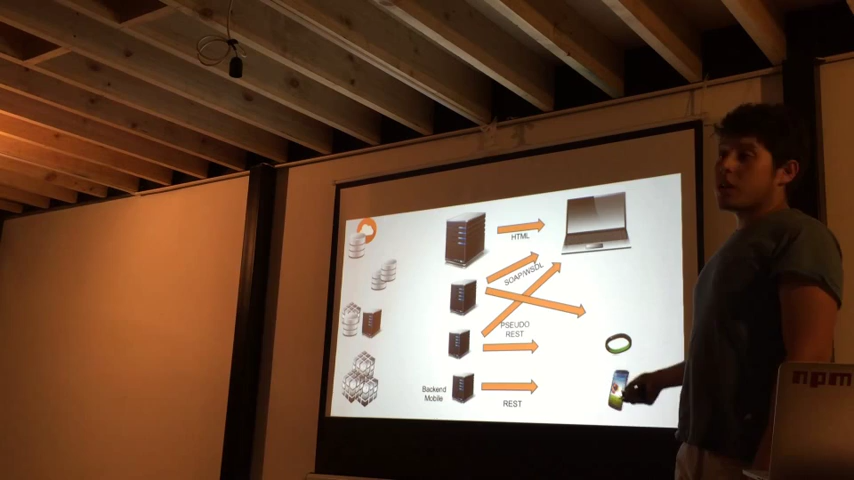 HTML
SOAP/WSDL
PSEUDO
REST
Backend
Mobile
REST
npm